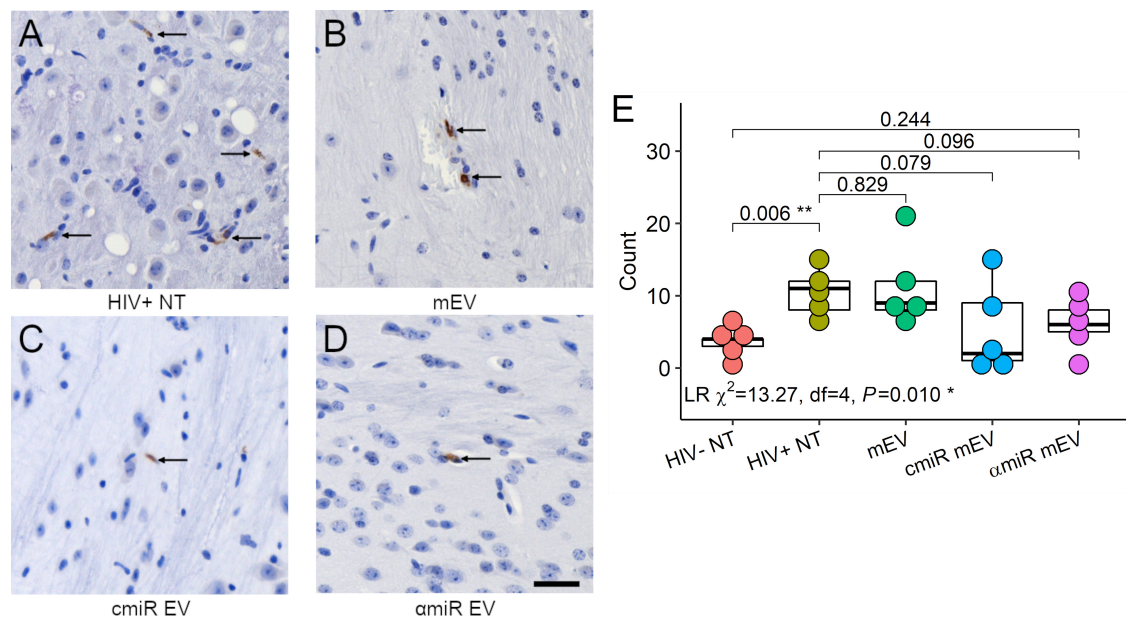 A
HIV+ NT
B
mEV
C
cmiR EV
D
αmiR EV
E
Count
30
20
10
0
0.244
0.096
0.079
0.829
0.006 **
LR χ²=13.27, df=4, P=0.010 *
HIV- NT
HIV+ NT
mEV
cmiR mEV
αmiR mEV